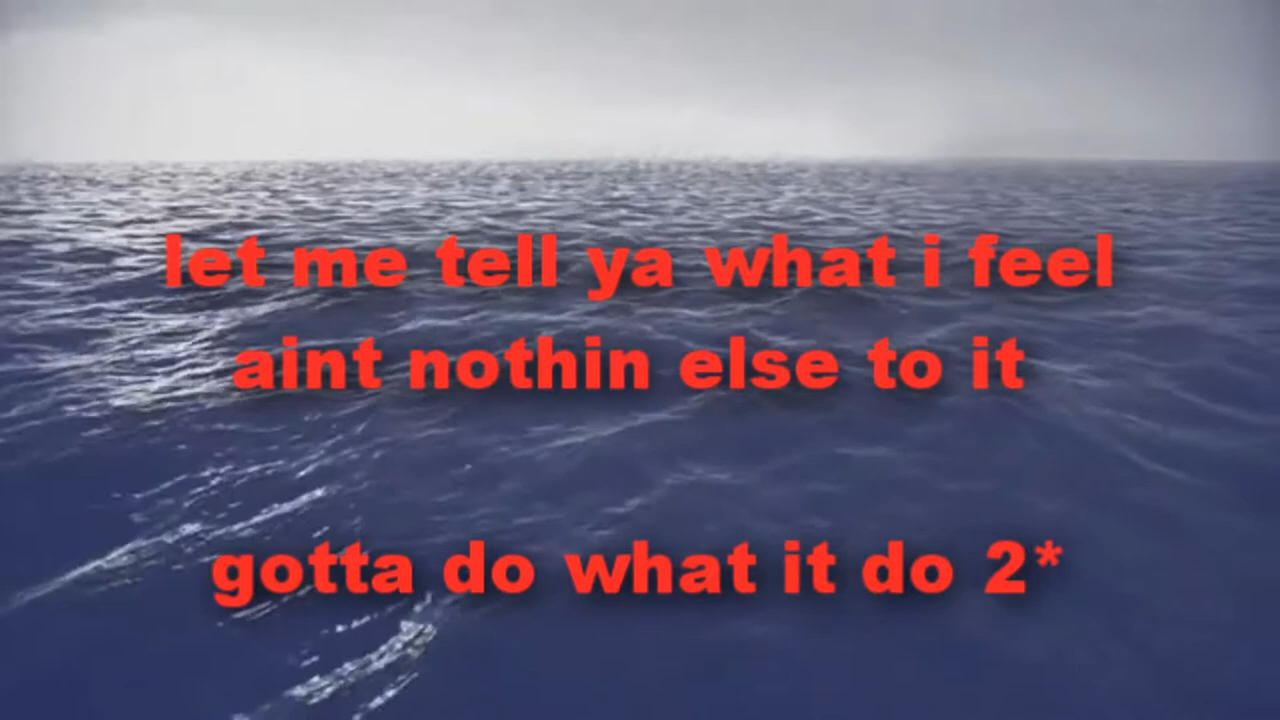 let me tell ya what i feel
aint nothin else to it
gotta do what it do 2*